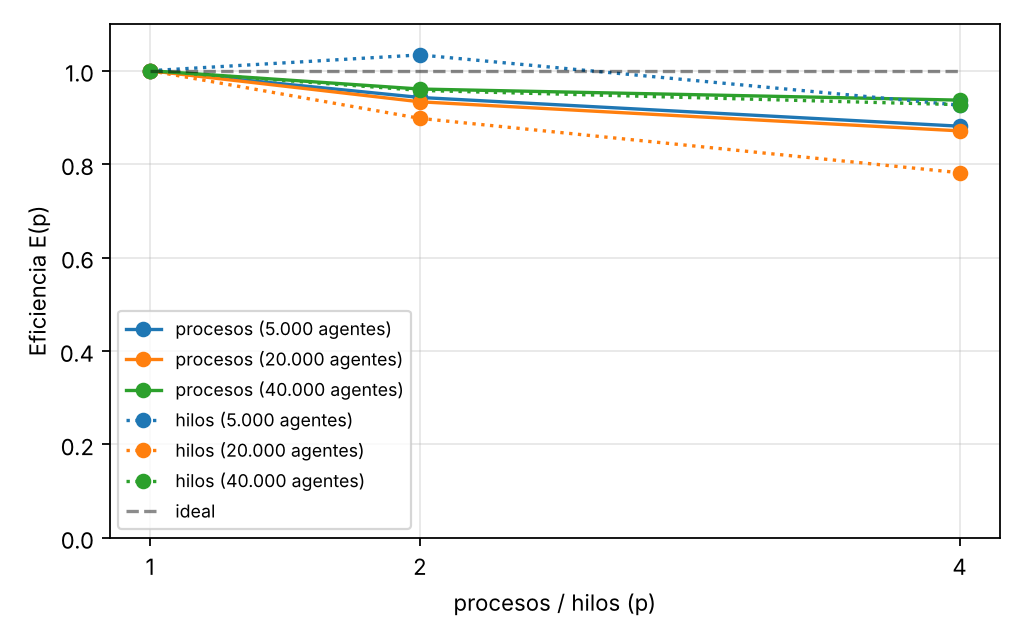 1.0
0.8
0.6
0.4
0.2
0.0
Eficiencia E(p)
procesos (5.000 agentes)
procesos (20.000 agentes)
procesos (40.000 agentes)
hilos (5.000 agentes)
hilos (20.000 agentes)
hilos (40.000 agentes)
ideal
1 2 4
procesos / hilos (p)